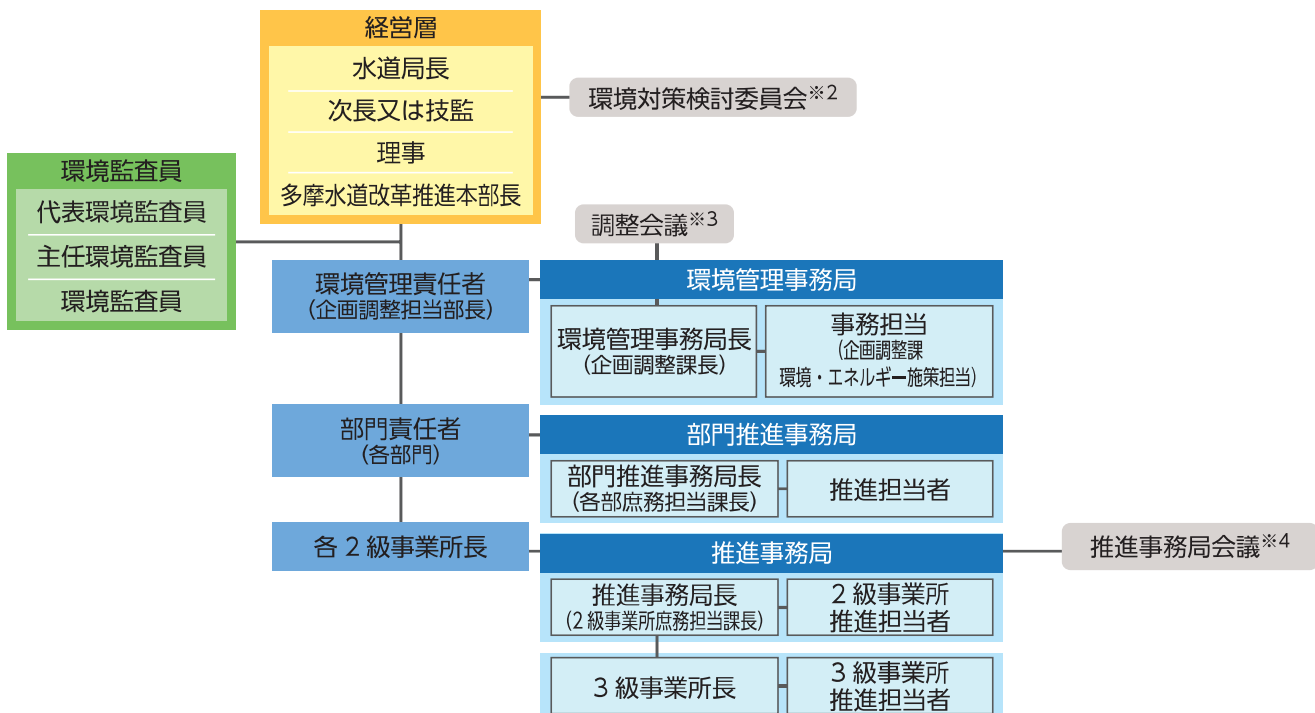 経営層
水道局長
次長又は技監
理事
多摩水道改革推進本部長
環境対策検討委員会※2
環境監査員
代表環境監査員
主任環境監査員
環境監査員
調整会議※3
環境管理責任者
(企画調整担当部長)
環境管理事務局
環境管理事務局長
(企画調整課長)
事務担当
(企画調整課
環境・エネルギー施策担当)
部門責任者
(各部門)
部門推進事務局
部門推進事務局長
(各部庶務担当課長)
推進担当者
各2級事業所長
推進事務局
推進事務局会議※4
推進事務局長
(2級事業所庶務担当課長)
2級事業所
推進担当者
3級事業所長
3級事業所
推進担当者